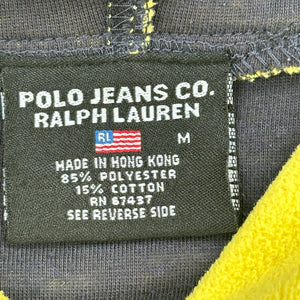 POLO JEANS CO.
RALPH LAUREN
RL M
MADE IN HONG KONG
85% POLYESTER
15% COTTON
RN 67437
SEE REVERSE SIDE